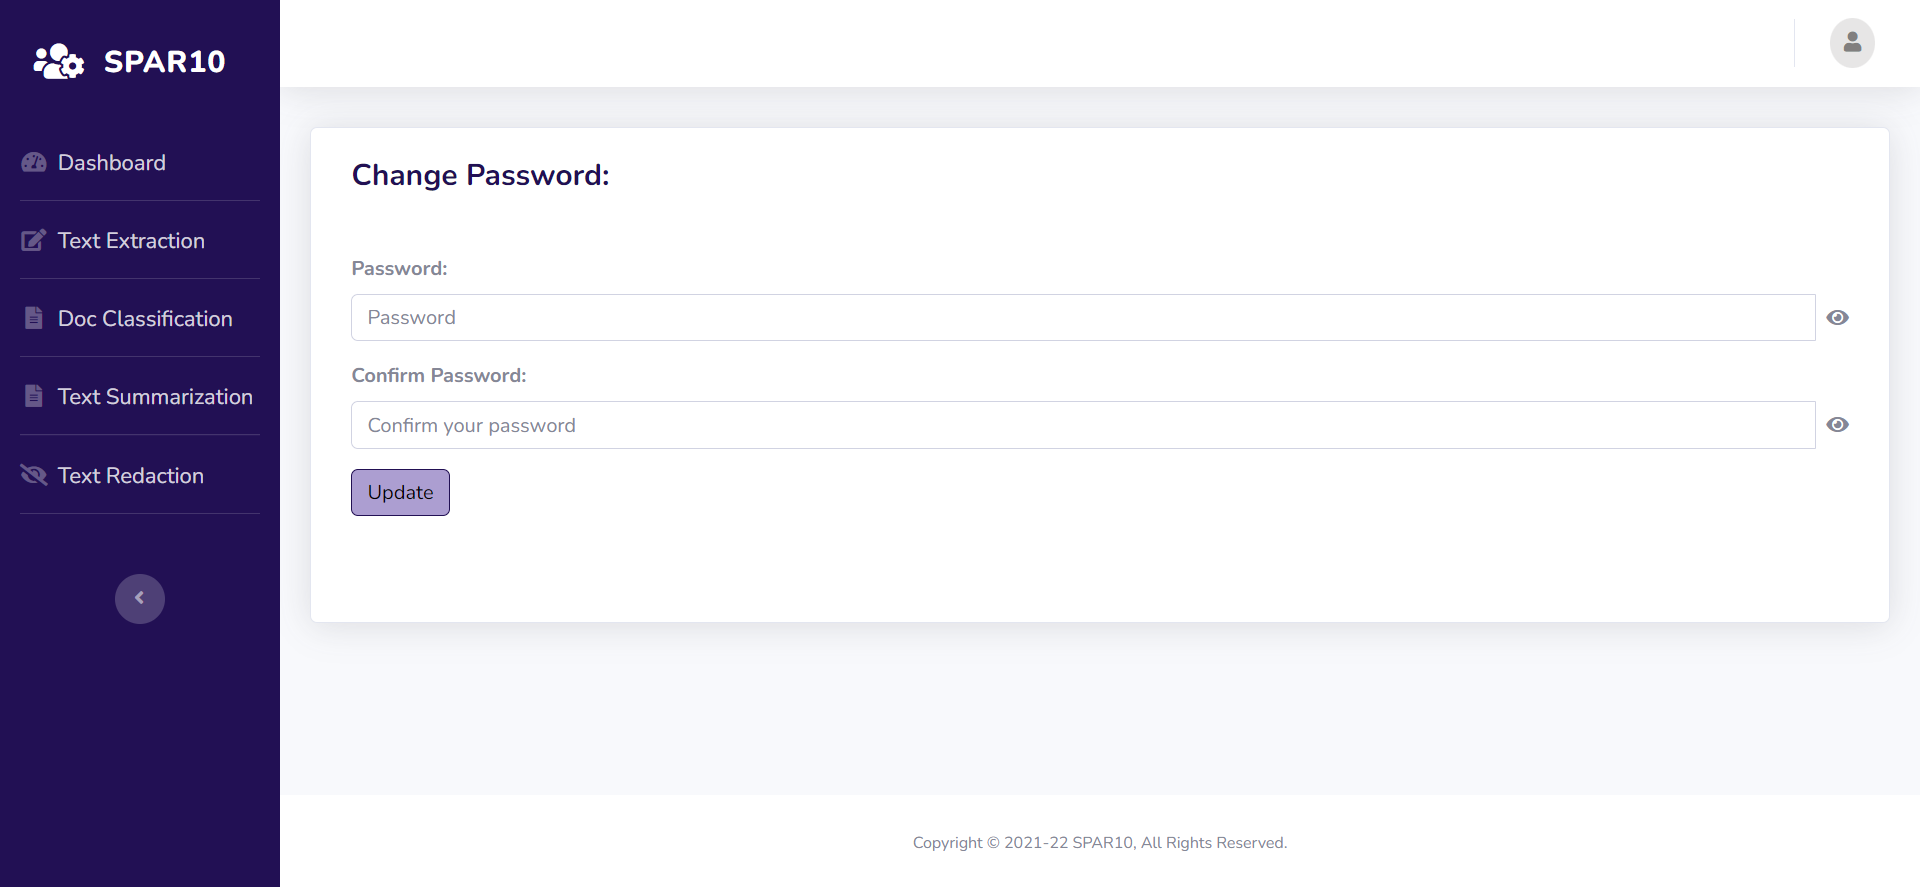 SPAR10
Dashboard
Text Extraction
Doc Classification
Text Summarization
Text Redaction
Change Password:
Password:
Password
Confirm Password:
Confirm your password
Update
Copyright © 2021-22 SPAR10, All Rights Reserved.